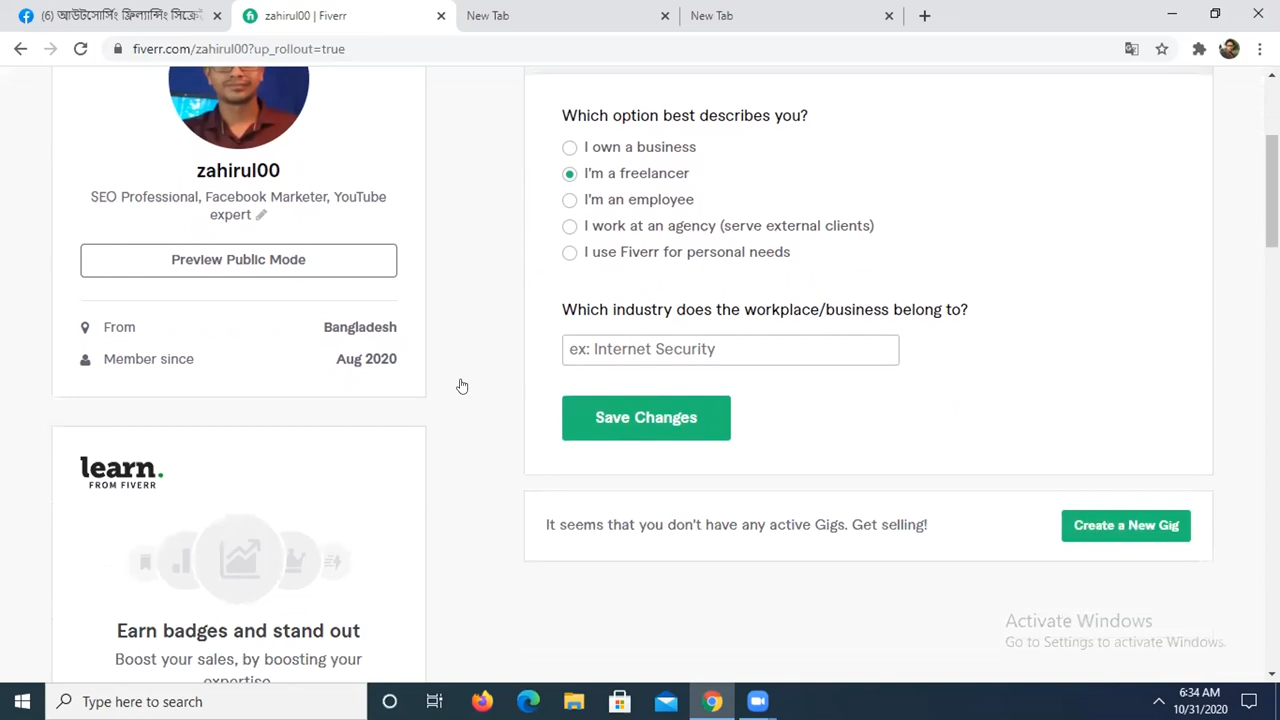 (6) আউটসোর্সিং ফ্রিল্যান্সিং সিক্রেট
zahirul00 | Fiverr
New Tab
New Tab
fiverr.com/zahirul00?up_rollout=true
zahirul00
SEO Professional, Facebook Marketer, YouTube
expert
Preview Public Mode
From Bangladesh
Member since Aug 2020
learn.
FROM FIVERR
Earn badges and stand out
Boost your sales, by boosting your
expertise
Which option best describes you?
I own a business
I'm a freelancer
I'm an employee
I work at an agency (serve external clients)
I use Fiverr for personal needs
Which industry does the workplace/business belong to?
ex: Internet Security
Save Changes
It seems that you don't have any active Gigs. Get selling!
Create a New Gig
Activate Windows
Go to Settings to activate Windows.
Type here to search
6:34 AM
10/31/2020